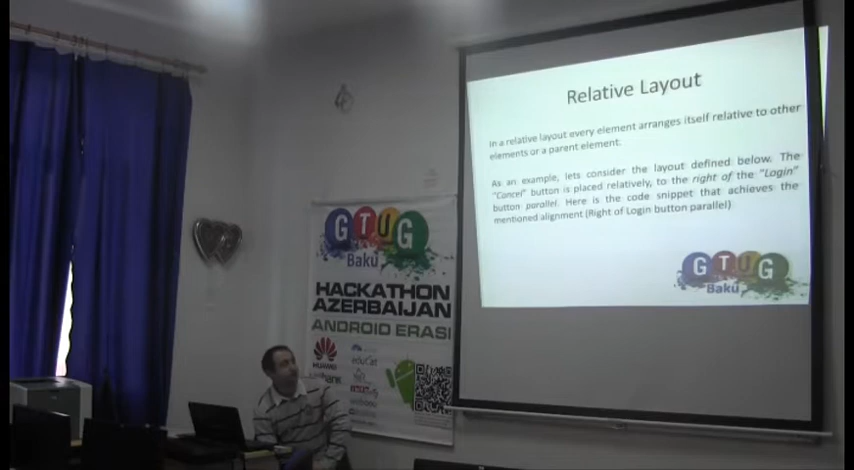 Relative Layout
In a relative layout every element arranges itself relative to other
elements or a parent element.
As an example, lets consider the layout defined below. The
"Cancel" button is placed relatively, to the right of the "Login"
button parallel. Here is the code snippet that achieves the
mentioned alignment (Right of Login button parallel)
GTUG
Baku
GTUG
Baku
HACKATHON
AZERBAIJAN
ANDROID ERASI
HUAWEI